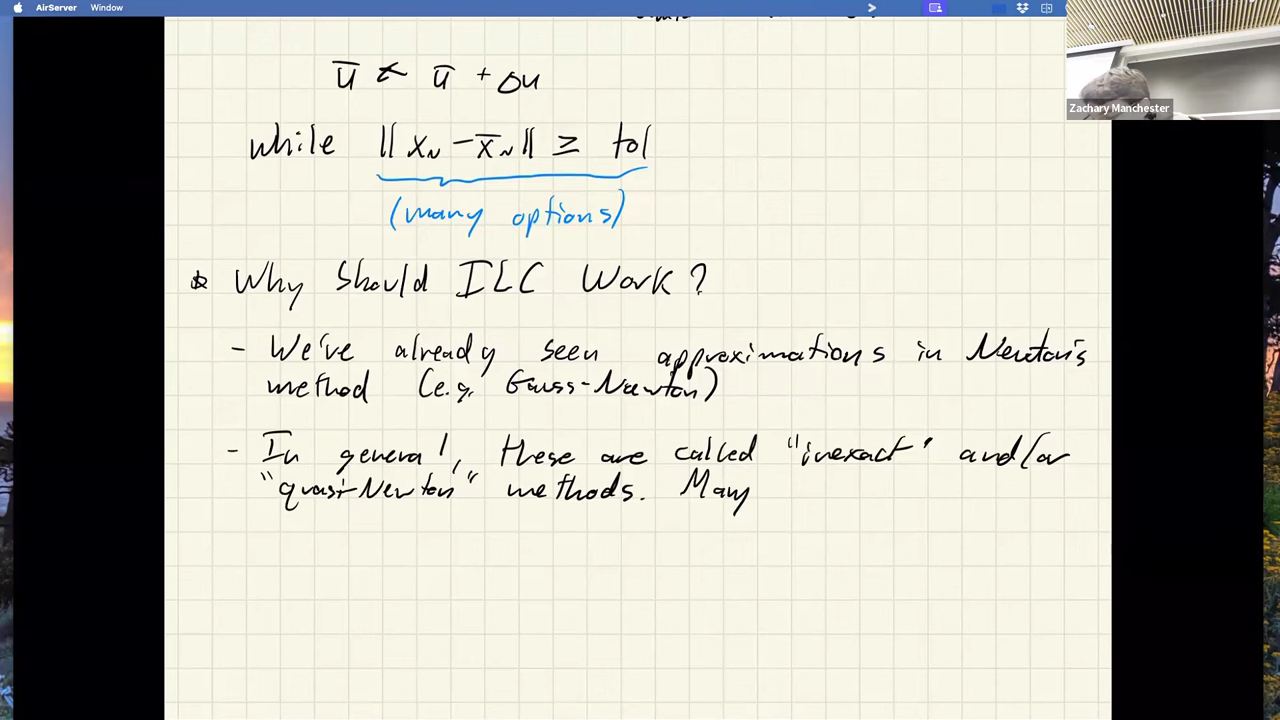 AirServer Window
Zachary Manchester
ū ← ū + Δu
while ‖xN − x̄N‖ ≥ tol
(many options)
Why Should ILC Work?
- We've already seen approximations in Newton's
method (e.g. Gauss-Newton)
- In general, these are called "inexact" and/or
"quasi-Newton" methods. Many